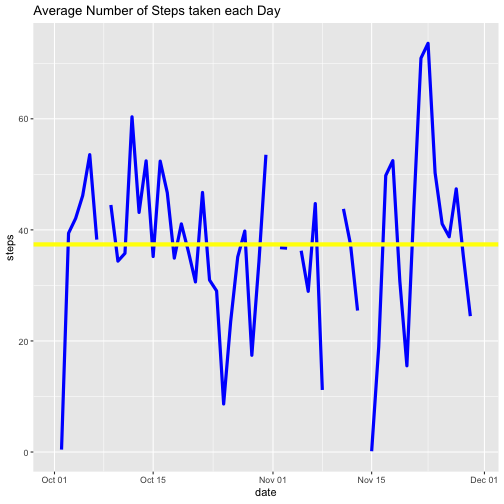 Average Number of Steps taken each Day
60
40
20
0
steps
Oct 01
Oct 15
Nov 01
Nov 15
Dec 01
date